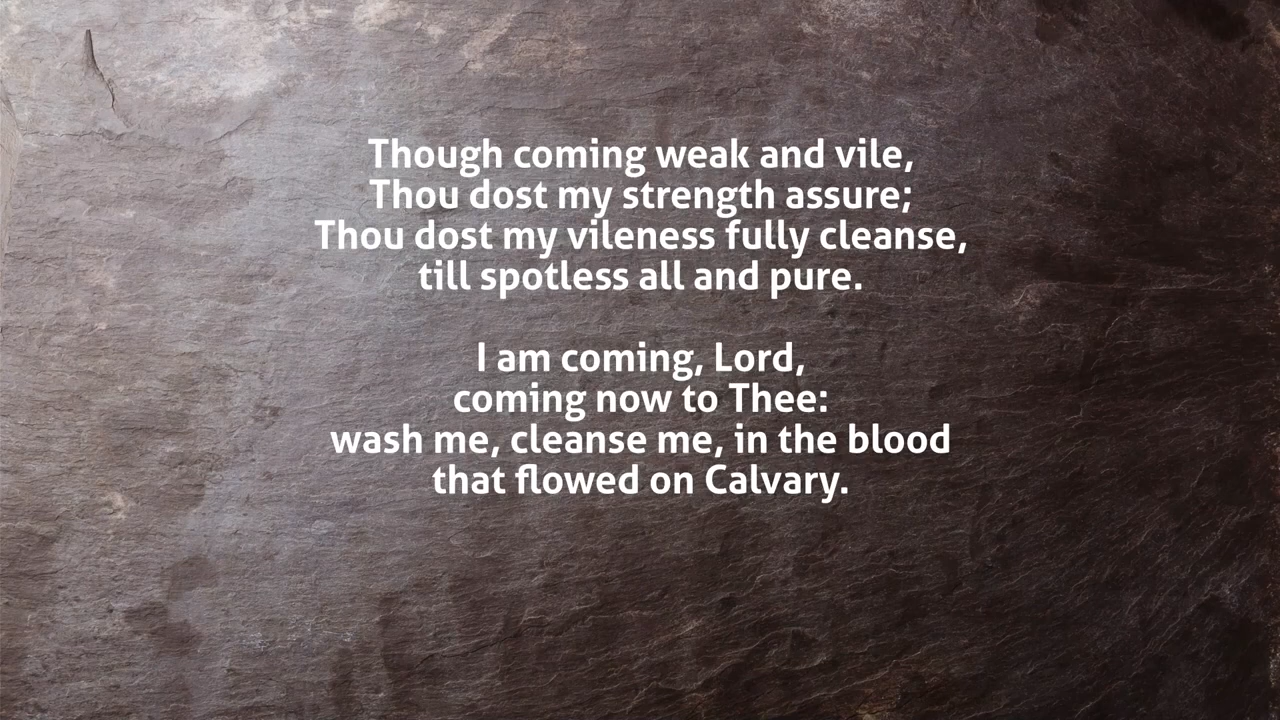 Though coming weak and vile,
Thou dost my strength assure;
Thou dost my vileness fully cleanse,
till spotless all and pure.
I am coming, Lord,
coming now to Thee:
wash me, cleanse me, in the blood
that flowed on Calvary.